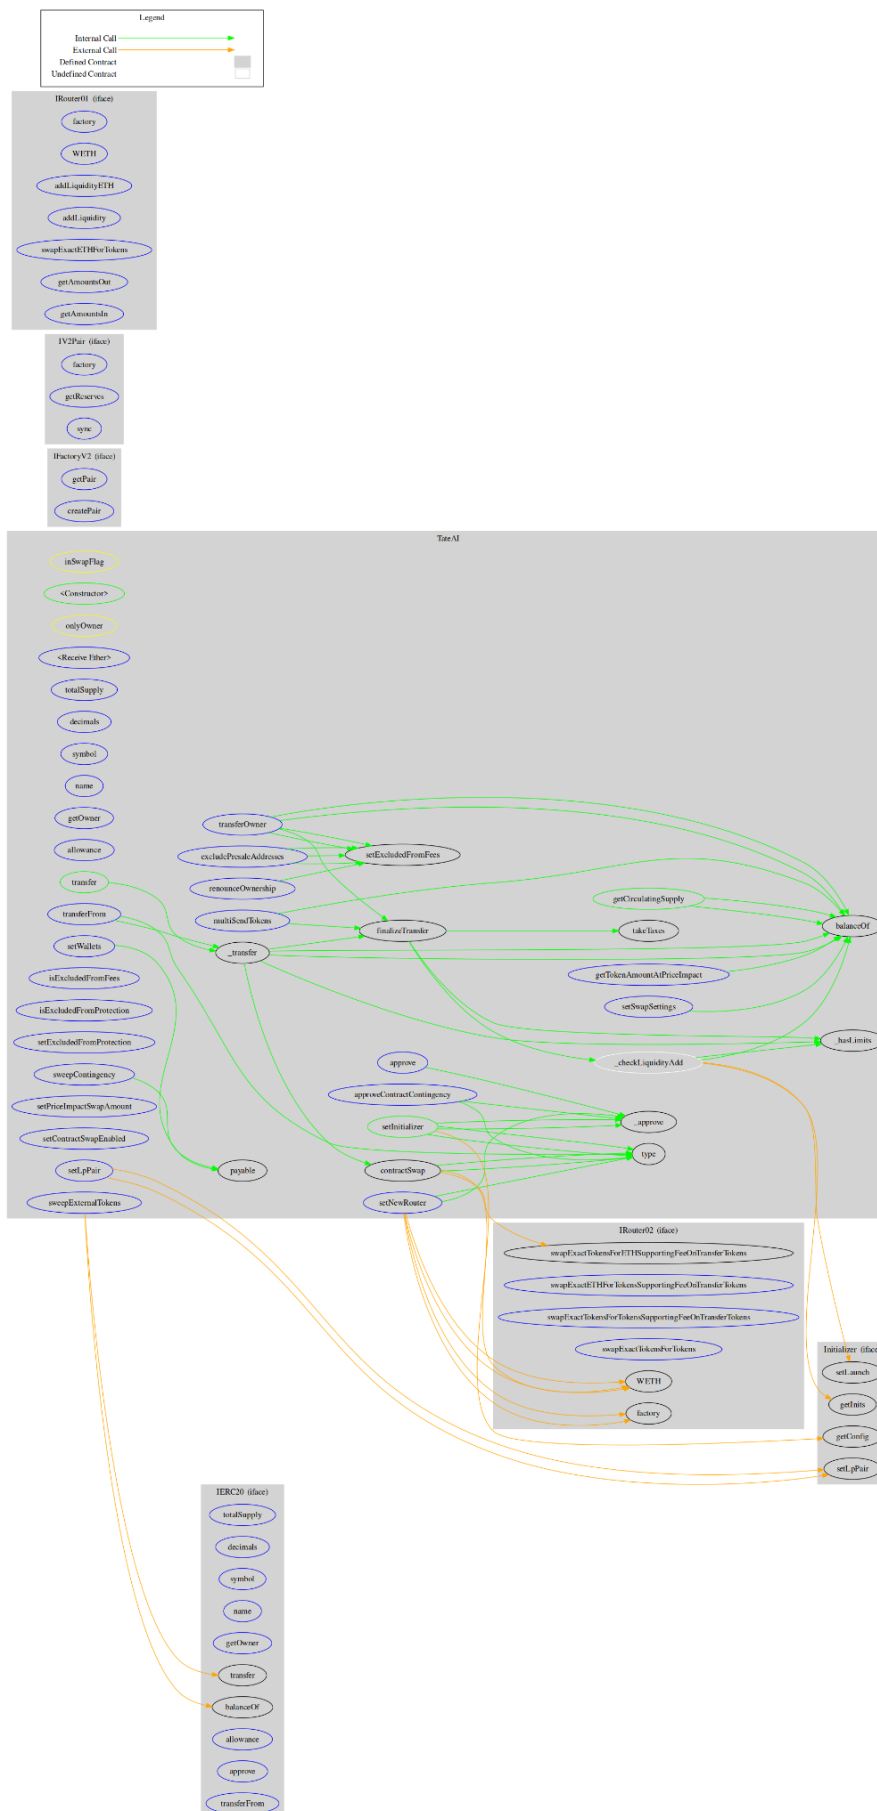 Legend
Internal Call
External Call
Defined Contract
Undefined Contract
IRouter01 (iface)
factory
WETH
addLiquidityETH
addLiquidity
swapExactETHForTokens
getAmountsOut
getAmountsIn
IV2Pair (iface)
factory
getReserves
sync
IFactoryV2 (iface)
getPair
createPair
TateAI
inSwapFlag
<Constructor>
onlyOwner
<Receive Ether>
totalSupply
decimals
symbol
name
getOwner
allowance
transfer
transferFrom
setWallets
isExcludedFromFees
isExcludedFromProtection
setExcludedFromProtection
sweepContingency
setPriceImpactSwapAmount
setContractSwapEnabled
setLpPair
sweepExternalTokens
transferOwner
excludePresaleAddresses
renounceOwnership
multiSendTokens
_transfer
payable
setExcludedFromFees
finalizeTransfer
approve
approveContractContingency
setInitializer
contractSwap
setNewRouter
getCirculatingSupply
takeTaxes
getTokenAmountAtPriceImpact
setSwapSettings
_checkLiquidityAdd
_approve
type
balanceOf
_hasLimits
IRouter02 (iface)
swapExactTokensForETHSupportingFeeOnTransferTokens
swapExactETHForTokensSupportingFeeOnTransferTokens
swapExactTokensForTokensSupportingFeeOnTransferTokens
swapExactTokensForTokens
WETH
factory
Initializer (iface)
setLaunch
getInits
getConfig
setLpPair
IERC20 (iface)
totalSupply
decimals
symbol
name
getOwner
transfer
balanceOf
allowance
approve
transferFrom